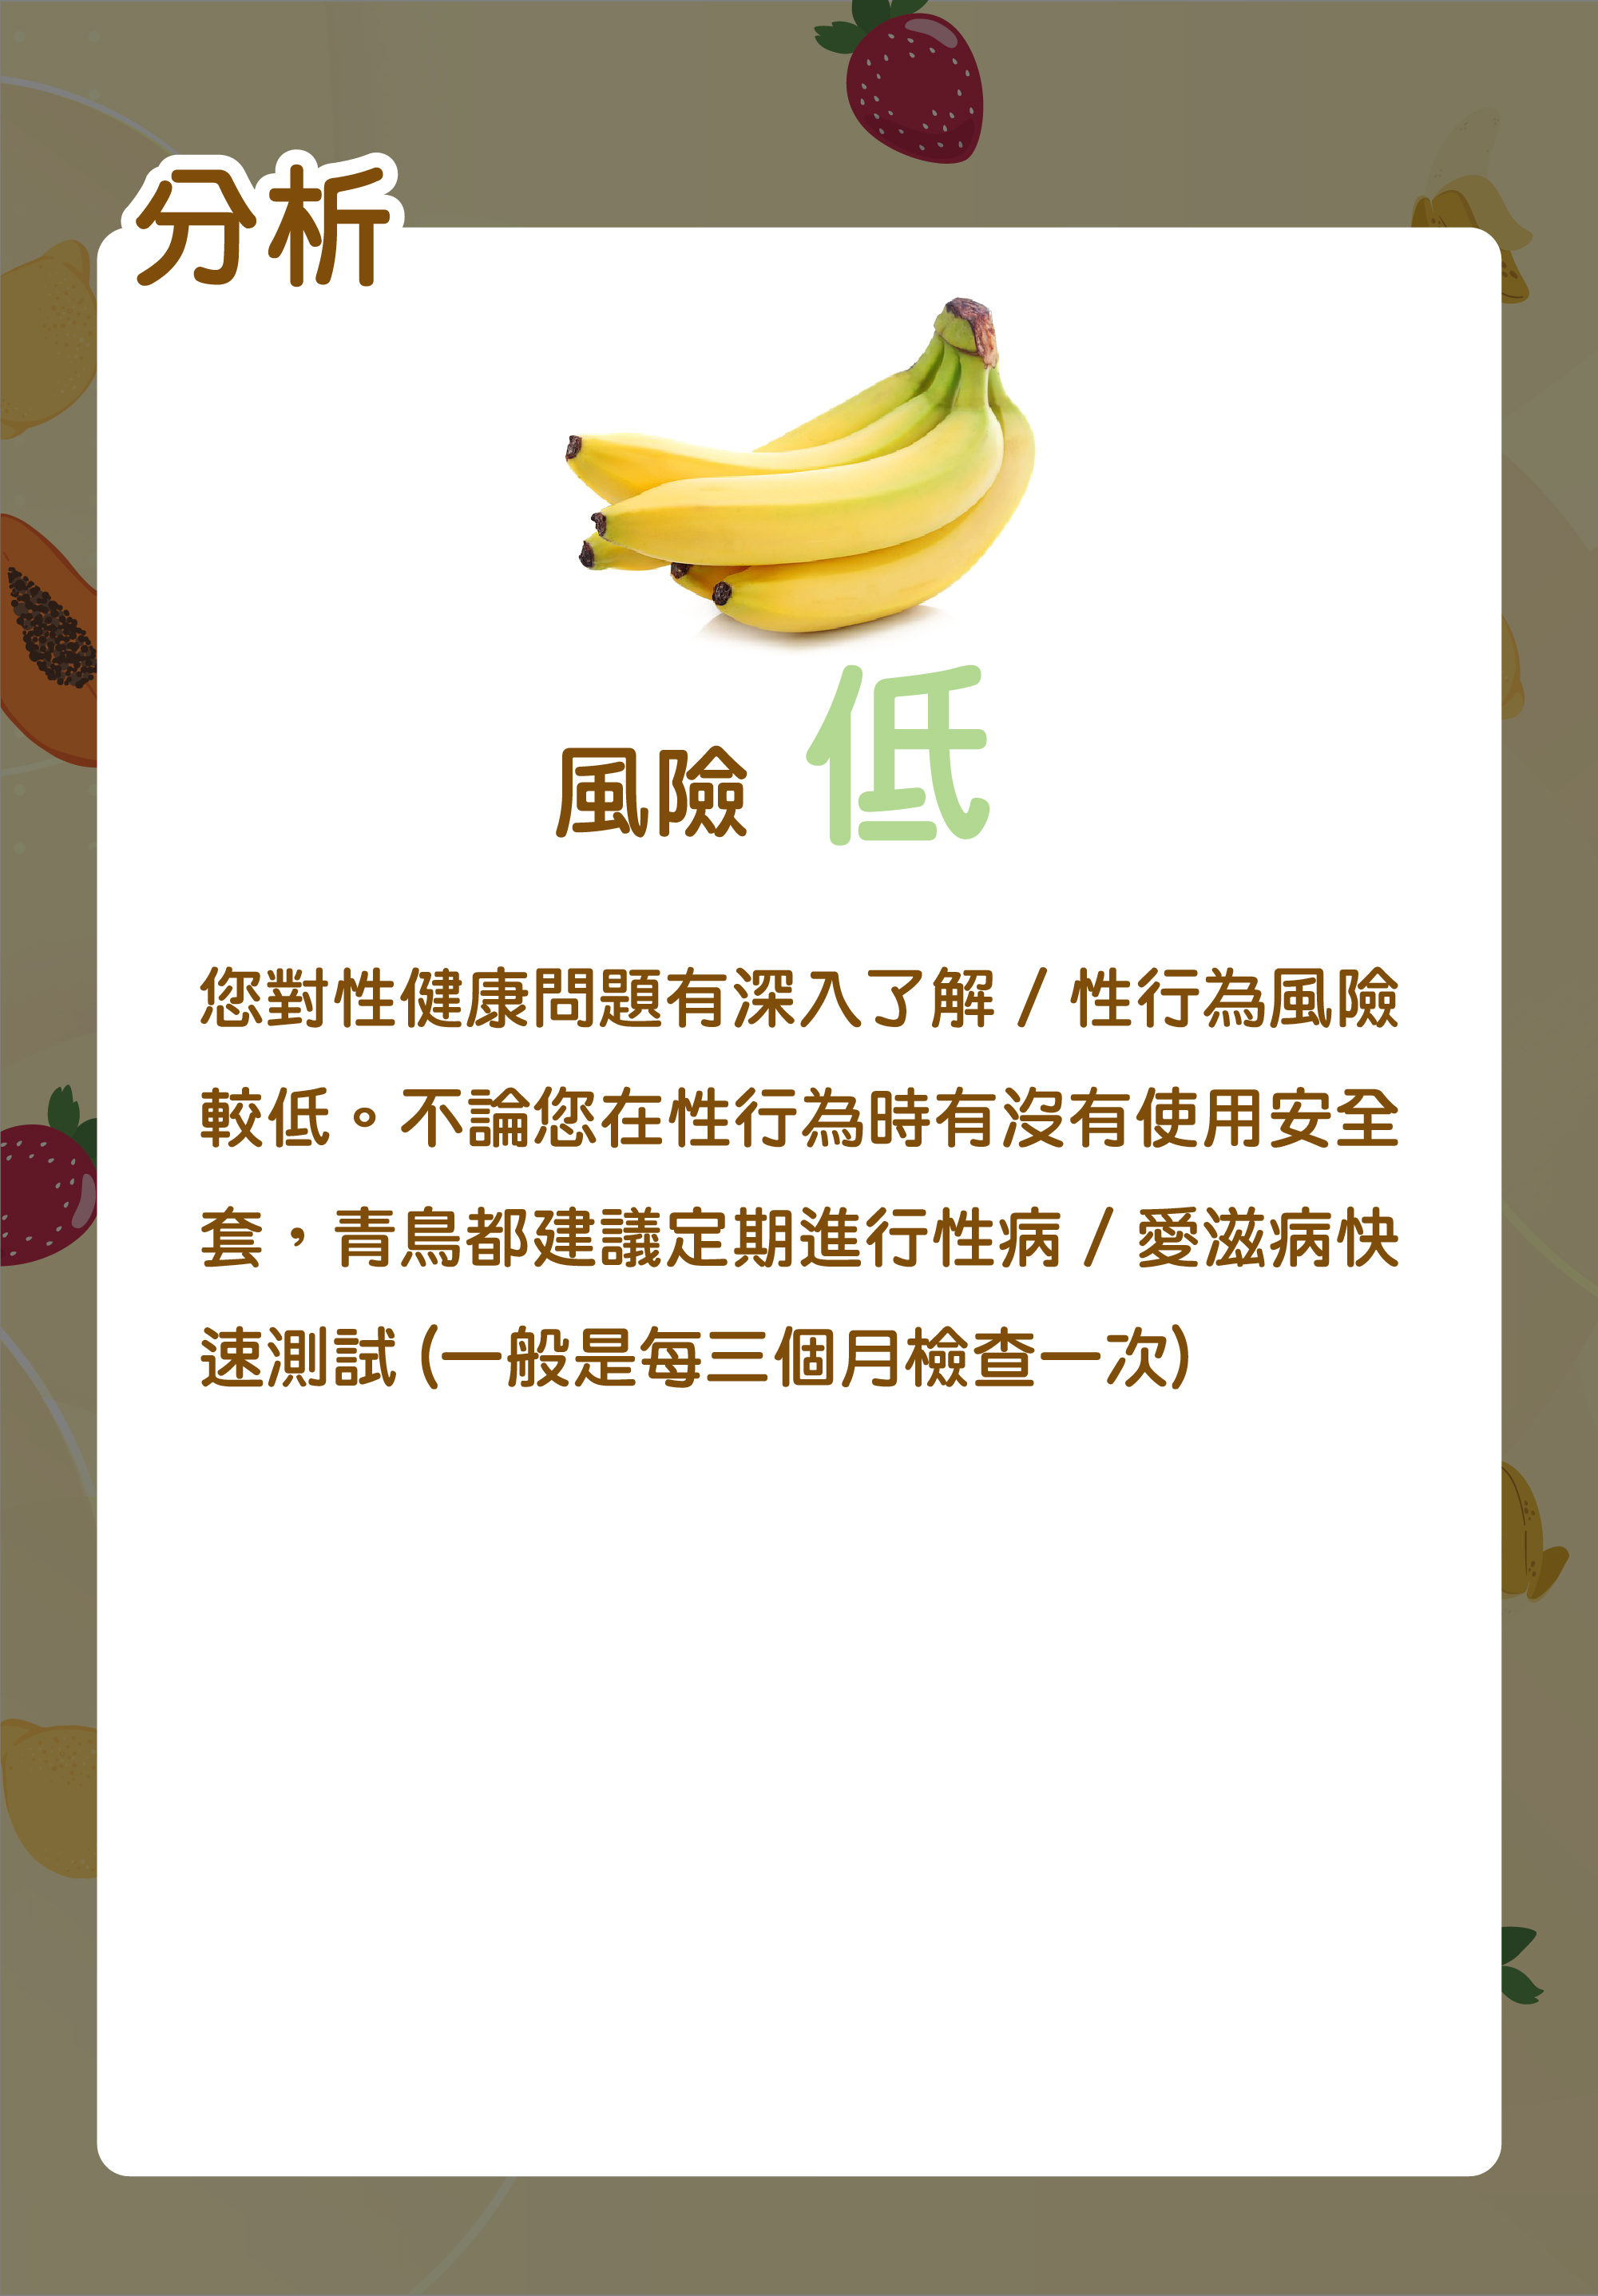 分析
風險 低
您對性健康問題有深入了解 / 性行為風險
較低。不論您在性行為時有沒有使用安全
套，青鳥都建議定期進行性病 / 愛滋病快
速測試 (一般是每三個月檢查一次)